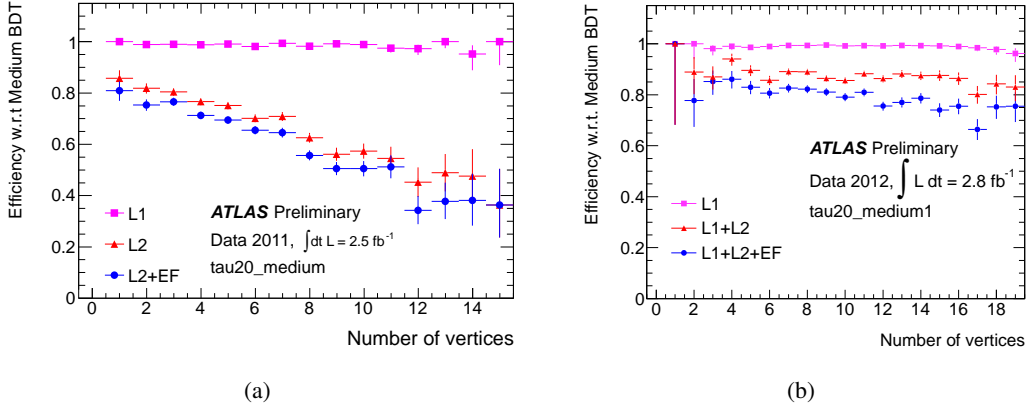 Efficiency w.r.t Medium BDT
1
0.8
0.6
0.4
0.2
0
L1
L2
L2+EF
ATLAS Preliminary
Data 2011, ∫dt L = 2.5 fb⁻¹
tau20_medium
0 2 4 6 8 10 12 14
Number of vertices
(a)
Efficiency w.r.t. Medium BDT
1.2
1
0.8
0.6
0.4
0.2
0
ATLAS Preliminary
Data 2012, ∫ L dt = 2.8 fb⁻¹
tau20_medium1
L1
L1+L2
L1+L2+EF
0 2 4 6 8 10 12 14 16 18
Number of vertices
(b)